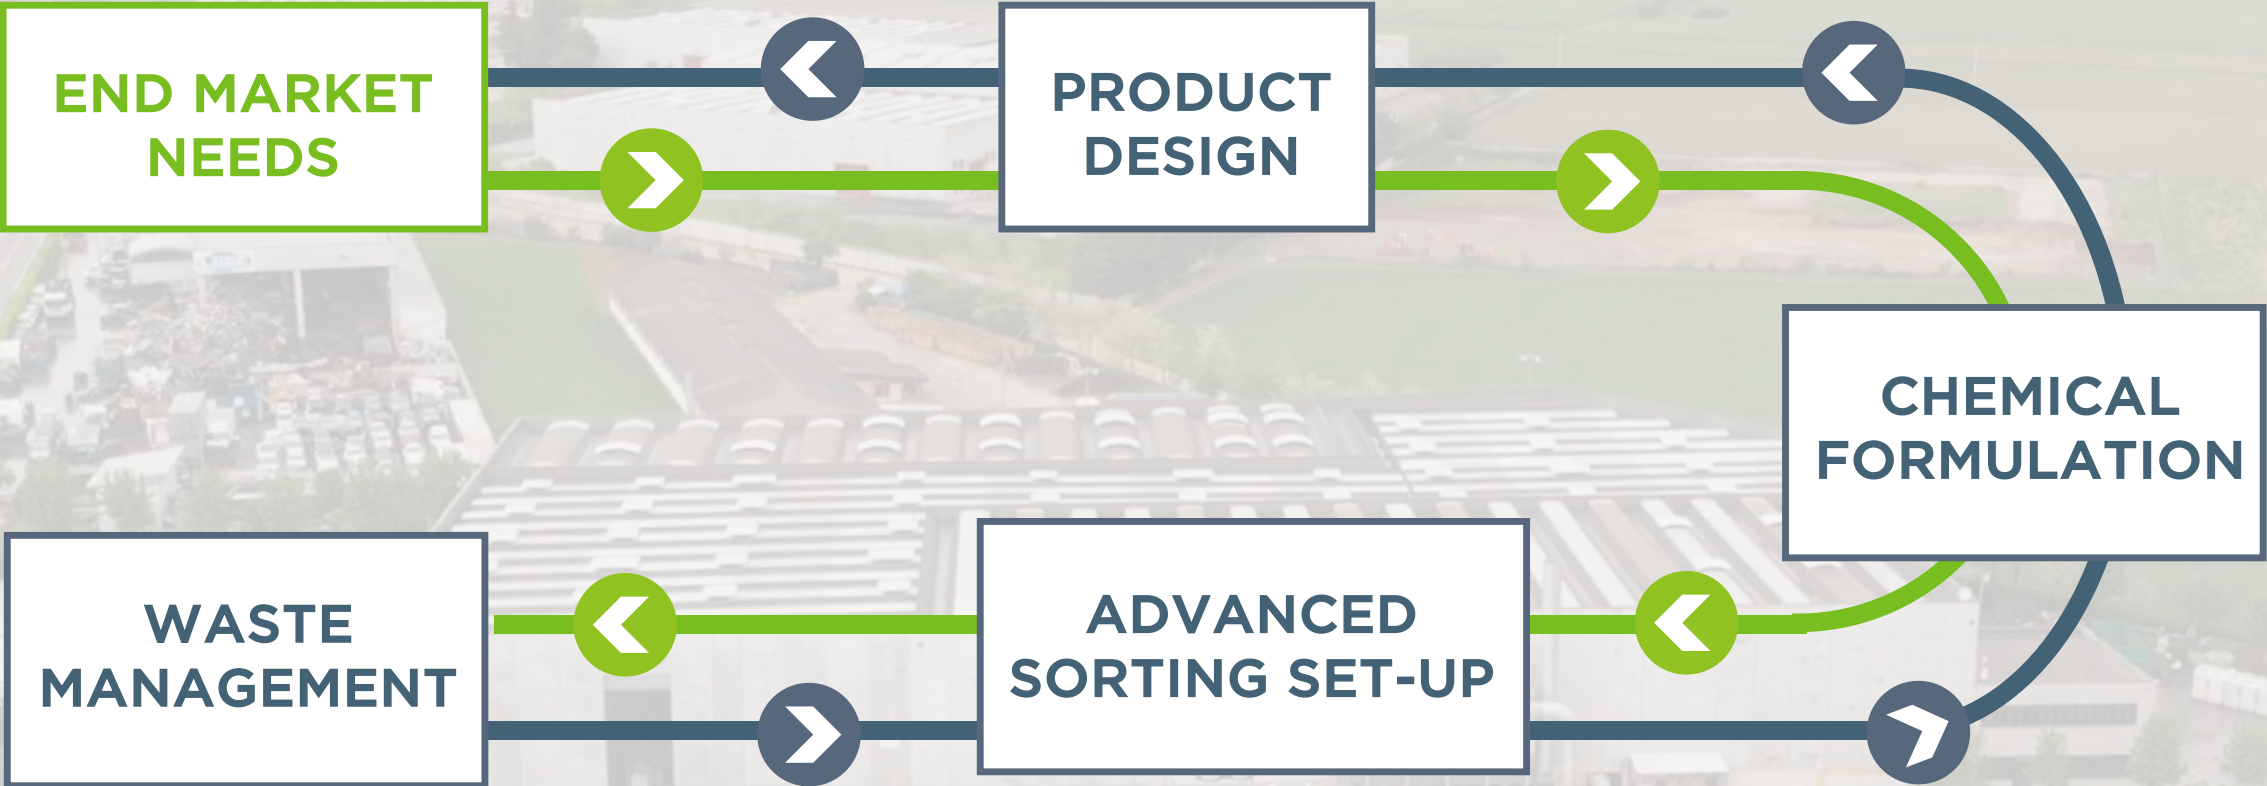 END MARKET
NEEDS
PRODUCT
DESIGN
CHEMICAL
FORMULATION
WASTE
MANAGEMENT
ADVANCED
SORTING SET-UP